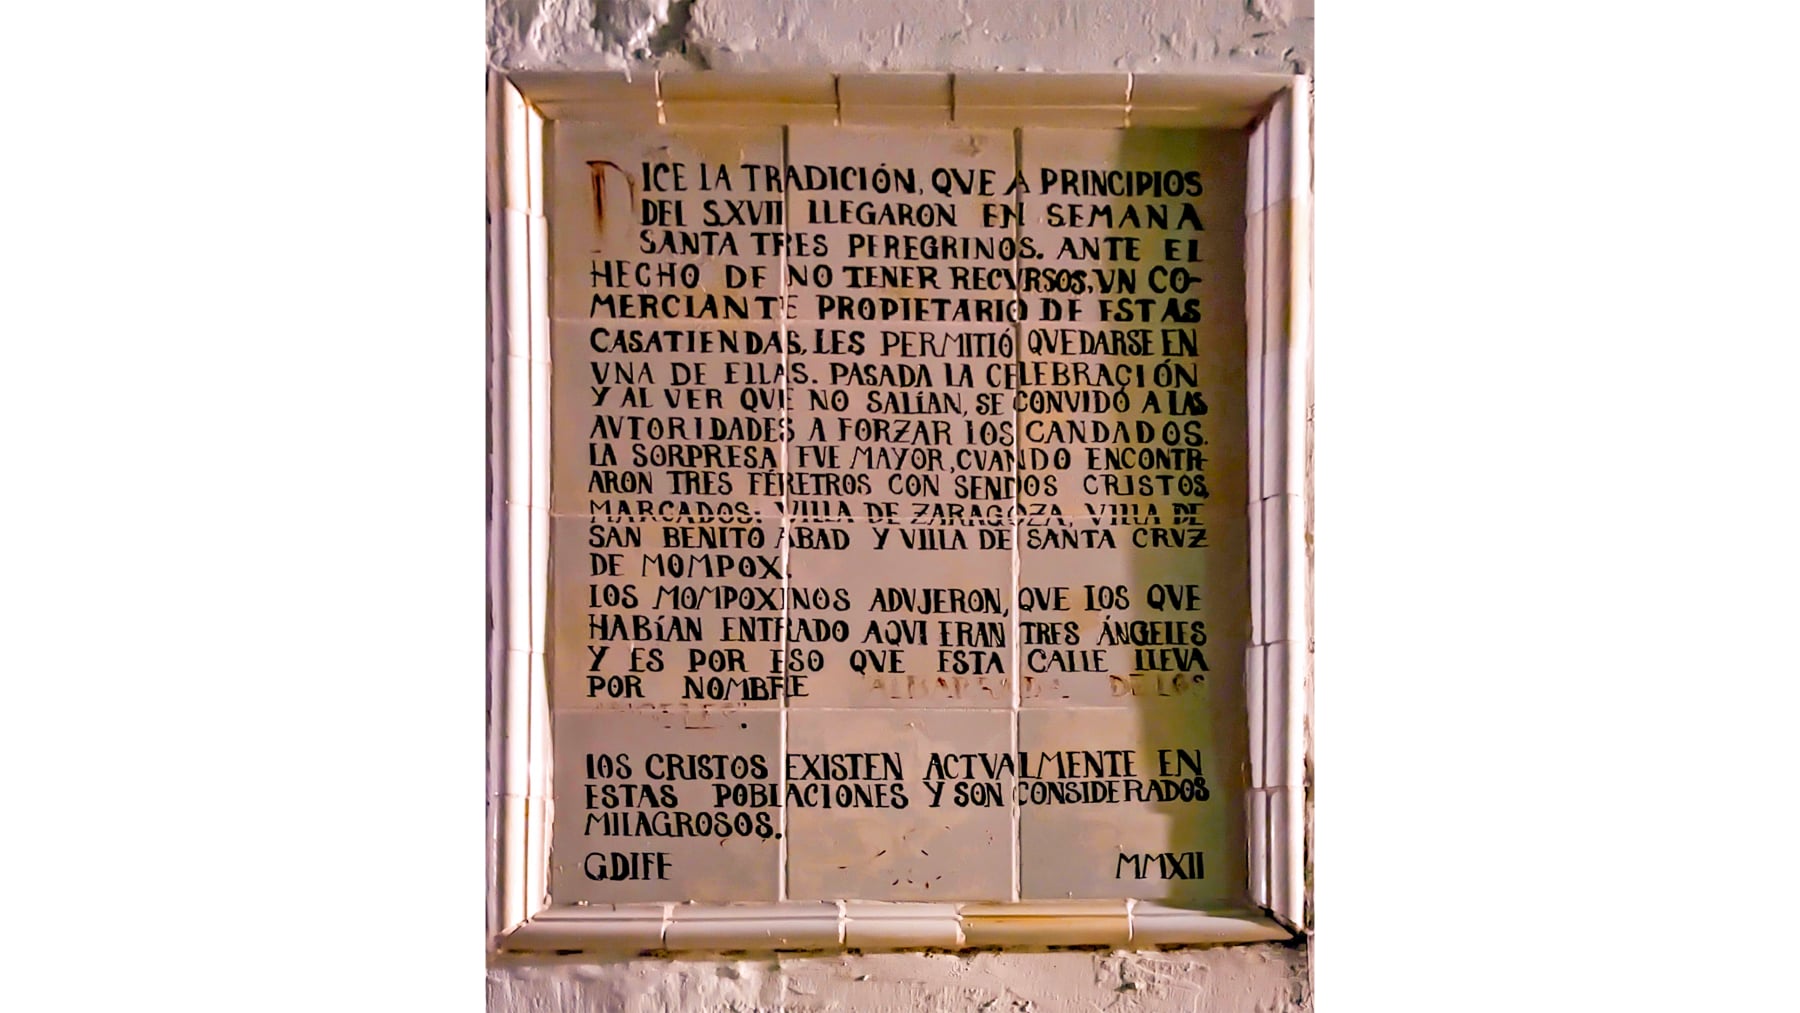 DICE LA TRADICIÓN, QVE A PRINCIPIOS
DEL S.XVII LLEGARON EN SEMANA
SANTA TRES PEREGRINOS. ANTE EL
HECHO DE NO TENER RECVRSOS, VN CO-
MERCIANTE PROPIETARIO DE ESTAS
CASATIENDAS, LES PERMITIÓ QVEDARSE EN
VNA DE ELLAS. PASADA LA CELEBRACIÓN
Y AL VER QVE NO SALÍAN, SE CONVIDÓ A LAS
AVTORIDADES A FORZAR LOS CANDADOS.
LA SORPRESA FVE MAYOR, CVANDO ENCONTR-
ARON TRES FÉRETROS CON SENDOS CRISTOS,
MARCADOS: VILLA DE ZARAGOZA, VILLA DE
SAN BENITO ABAD Y VILLA DE SANTA CRVZ
DE MOMPOX.
LOS MOMPOXINOS ADVJERON, QVE LOS QVE
HABÍAN ENTRADO AQVI ERAN TRES ÁNGELES
Y ES POR ESO QVE ESTA CALLE LLEVA
POR NOMBRE ALBARRADA DE LOS
ANGELES".
LOS CRISTOS EXISTEN ACTVALMENTE EN
ESTAS POBLACIONES Y SON CONSIDERADOS
MILAGROSOS.
GDIFE MMXII